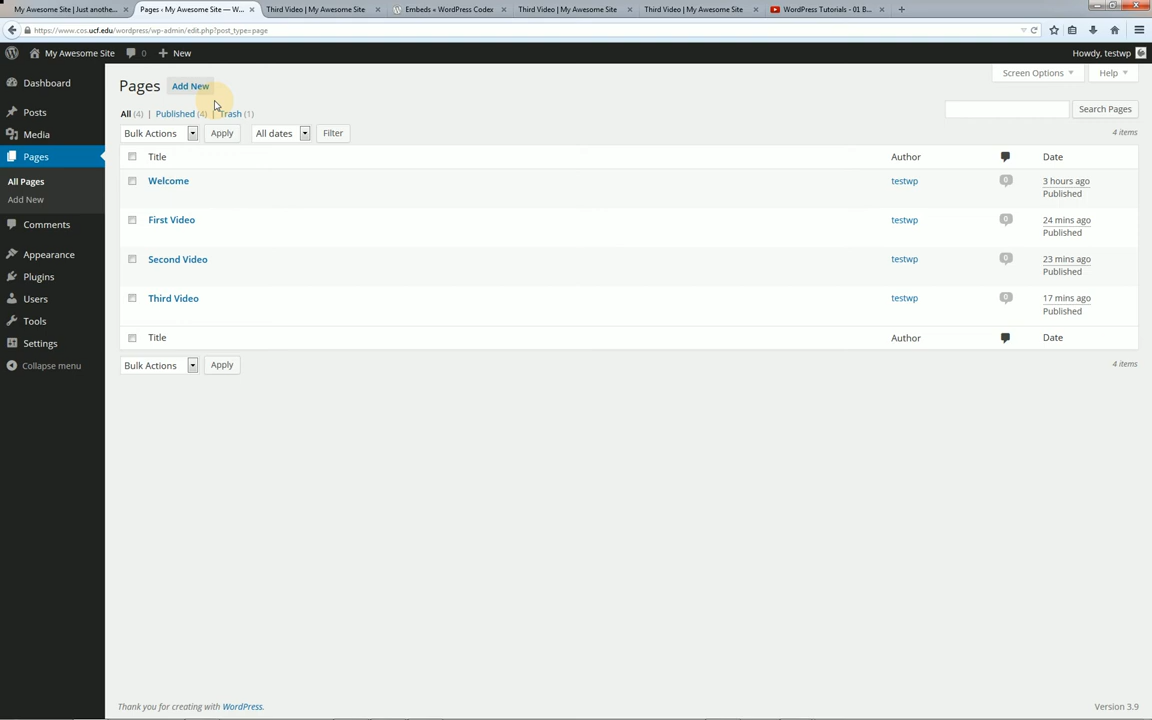 My Awesome Site | Just anothe...
Pages ‹ My Awesome Site — W...
Third Video | My Awesome Site
Embeds « WordPress Codex
Third Video | My Awesome Site
Third Video | My Awesome Site
WordPress Tutorials - 01 B...
https://www.cos.ucf.edu/wordpress/wp-admin/edit.php?post_type=page
My Awesome Site 0 + New Howdy, testwp
Dashboard
Posts
Media
Pages
All Pages
Add New
Comments
Appearance
Plugins
Users
Tools
Settings
Collapse menu
Screen Options Help
Pages Add New
All (4) | Published (4) | Trash (1)
Search Pages
Bulk Actions Apply All dates Filter
4 items
Title Author Date
Welcome testwp 0 3 hours ago
Published
First Video testwp 0 24 mins ago
Published
Second Video testwp 0 23 mins ago
Published
Third Video testwp 0 17 mins ago
Published
Title Author Date
Bulk Actions Apply 4 items
Thank you for creating with WordPress. Version 3.9